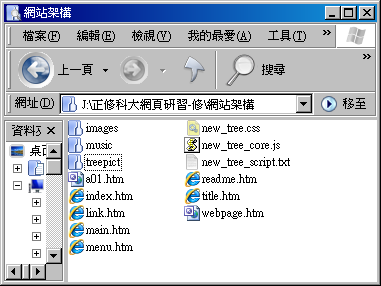 網站架構
檔案(F) 編輯(E) 檢視(V) 我的最愛(A) 工具(T) »
上一頁 » 搜尋
網址(D) J:\正修科大網頁研習-修\網站架構 移至
資料夾
桌面
images
music
treepict
a01.htm
index.htm
link.htm
main.htm
menu.htm
new_tree.css
new_tree_core.js
new_tree_script.txt
readme.htm
title.htm
webpage.htm